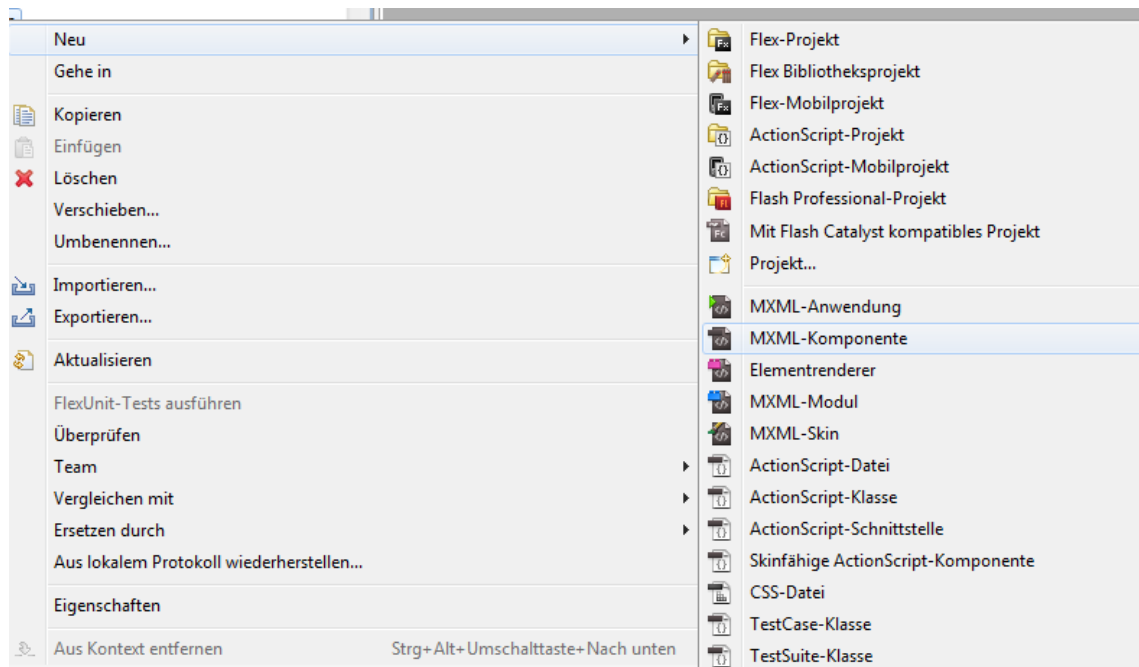 Neu
Gehe in
Kopieren
Einfügen
Löschen
Verschieben...
Umbenennen...
Importieren...
Exportieren...
Aktualisieren
FlexUnit-Tests ausführen
Überprüfen
Team
Vergleichen mit
Ersetzen durch
Aus lokalem Protokoll wiederherstellen...
Eigenschaften
Aus Kontext entfernen Strg+Alt+Umschalttaste+Nach unten
Flex-Projekt
Flex Bibliotheksprojekt
Flex-Mobilprojekt
ActionScript-Projekt
ActionScript-Mobilprojekt
Flash Professional-Projekt
Mit Flash Catalyst kompatibles Projekt
Projekt...
MXML-Anwendung
MXML-Komponente
Elementrenderer
MXML-Modul
MXML-Skin
ActionScript-Datei
ActionScript-Klasse
ActionScript-Schnittstelle
Skinfähige ActionScript-Komponente
CSS-Datei
TestCase-Klasse
TestSuite-Klasse